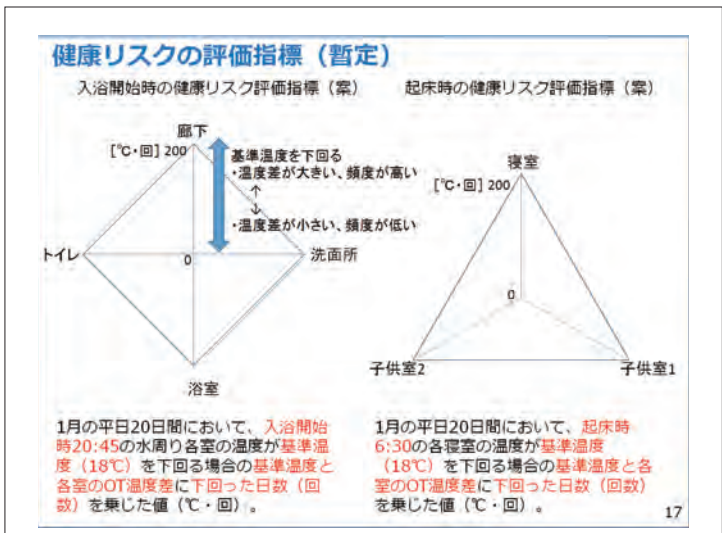 健康リスクの評価指標(暫定)
入浴開始時の健康リスク評価指標(案)
廊下
[℃・回] 200
基準温度を下回る
・温度差が大きい、頻度が高い
↑
↓
・温度差が小さい、頻度が低い
トイレ
0
洗面所
浴室
1月の平日20日間において、入浴開始
時20:45の水周り各室の温度が基準温
度(18℃)を下回る場合の基準温度と
各室のOT温度差に下回った日数(回
数)を乗じた値(℃・回)。
起床時の健康リスク評価指標(案)
寝室
[℃・回] 200
0
子供室2
子供室1
1月の平日20日間において、起床時
6:30の各寝室の温度が基準温度
(18℃)を下回る場合の基準温度と各
室のOT温度差に下回った日数(回数)
を乗じた値(℃・回)。
17